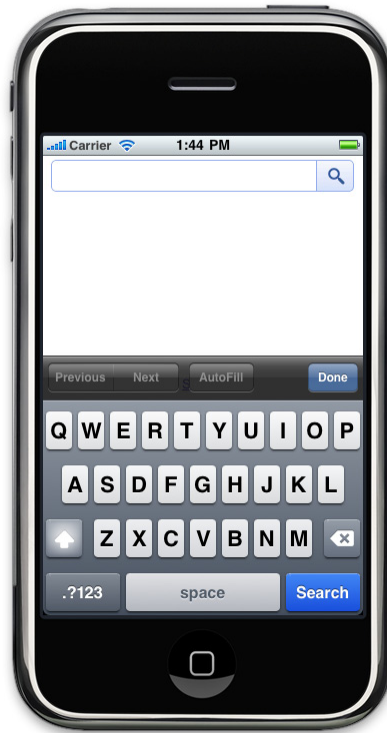 Carrier 1:44 PM
Previous Next AutoFill Done
Q W E R T Y U I O P
A S D F G H J K L
Z X C V B N M
.?123 space Search